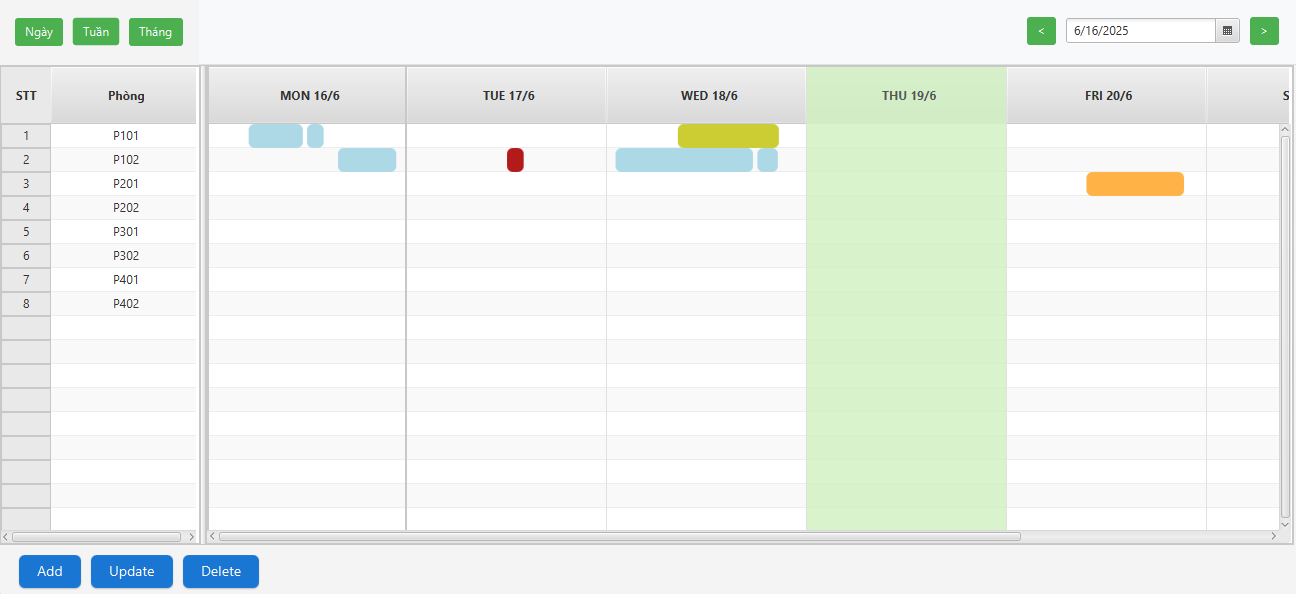 Ngày Tuần Tháng < 6/16/2025 >
STT Phòng MON 16/6 TUE 17/6 WED 18/6 THU 19/6 FRI 20/6 S
1 P101
2 P102
3 P201
4 P202
5 P301
6 P302
7 P401
8 P402
Add Update Delete